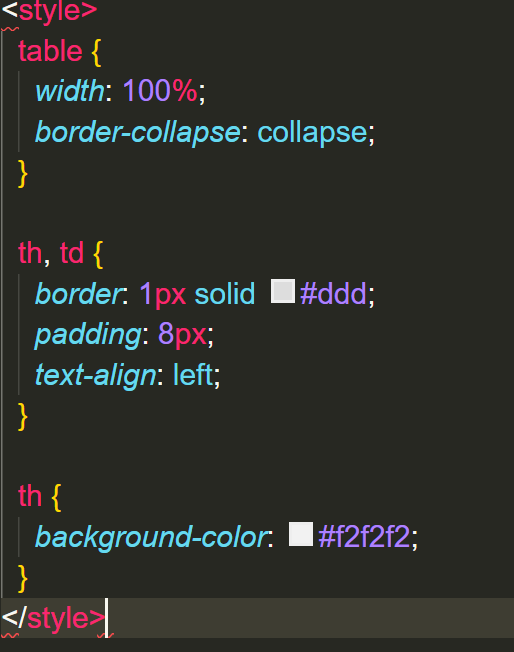 <style>
table {
width: 100%;
border-collapse: collapse;
}
th, td {
border: 1px solid #ddd;
padding: 8px;
text-align: left;
}
th {
background-color: #f2f2f2;
}
</style>